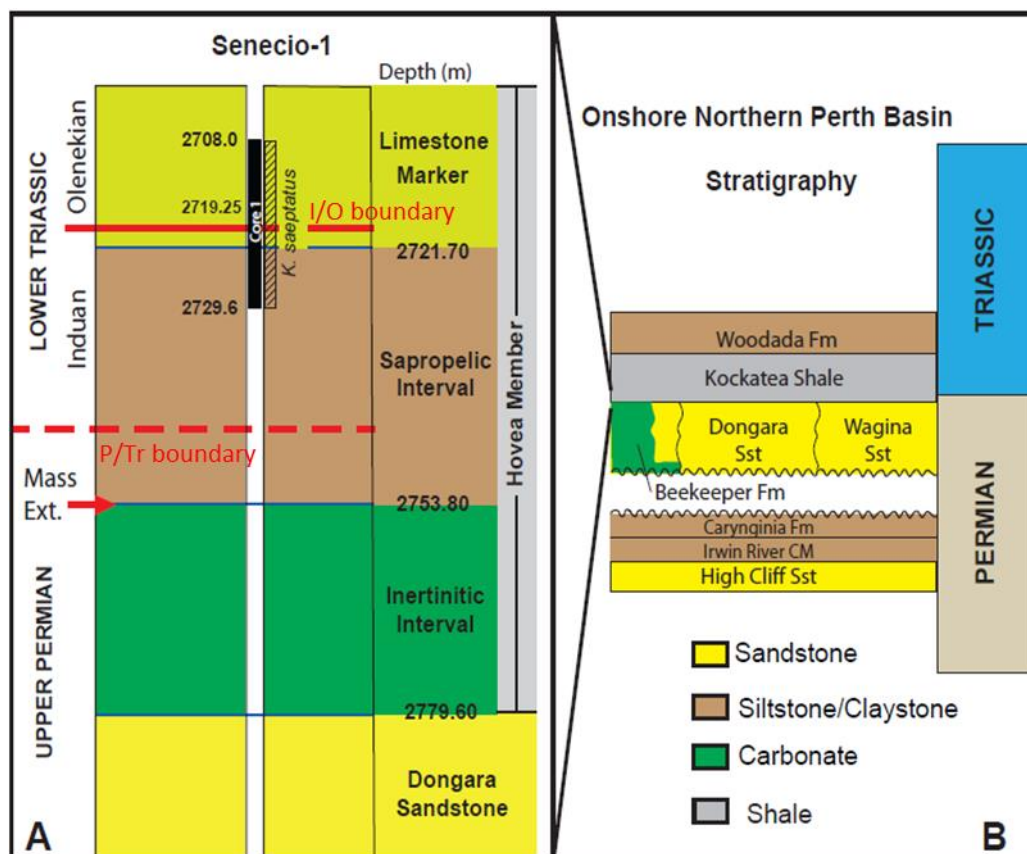 Senecio-1
Depth (m)
LOWER TRIASSIC
Olenekian
Induan
2708.0
2719.25
2729.6
Core 1
K. saeptatus
I/O boundary
Limestone
Marker
2721.70
Sapropelic
Interval
P/Tr boundary
Mass
Ext.
2753.80
Hovea Member
UPPER PERMIAN
Inertinitic
Interval
2779.60
Dongara
Sandstone
A
Onshore Northern Perth Basin
Stratigraphy
TRIASSIC
Woodada Fm
Kockatea Shale
Dongara
Sst
Wagina
Sst
Beekeeper Fm
Carynginia Fm
Irwin River CM
High Cliff Sst
PERMIAN
Sandstone
Siltstone/Claystone
Carbonate
Shale
B